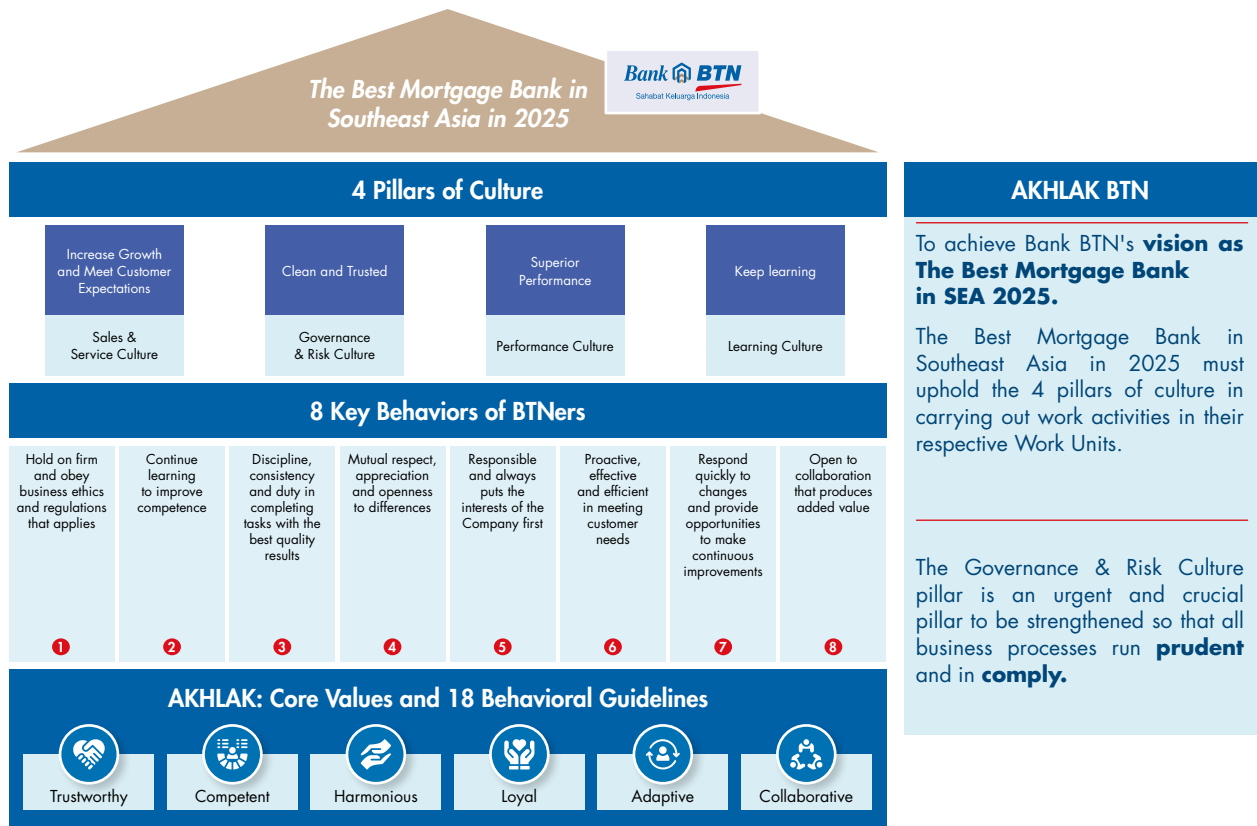 The Best Mortgage Bank in
Southeast Asia in 2025
Bank BTN
Sahabat Keluarga Indonesia
4 Pillars of Culture
Increase Growth
and Meet Customer
Expectations
Sales &
Service Culture
Clean and Trusted
Governance
& Risk Culture
Superior
Performance
Performance Culture
Keep learning
Learning Culture
8 Key Behaviors of BTNers
Hold on firm
and obey
business ethics
and regulations
that applies
1
Continue
learning
to improve
competence
2
Discipline,
consistency
and duty in
completing
tasks with the
best quality
results
3
Mutual respect,
appreciation
and openness
to differences
4
Responsible
and always
puts the
interests of the
Company first
5
Proactive,
effective
and efficient
in meeting
customer
needs
6
Respond
quickly to
changes
and provide
opportunities
to make
continuous
improvements
7
Open to
collaboration
that produces
added value
8
AKHLAK: Core Values and 18 Behavioral Guidelines
Trustworthy
Competent
Harmonious
Loyal
Adaptive
Collaborative
AKHLAK BTN
To achieve Bank BTN's vision as
The Best Mortgage Bank
in SEA 2025.
The Best Mortgage Bank in
Southeast Asia in 2025 must
uphold the 4 pillars of culture in
carrying out work activities in their
respective Work Units.
The Governance & Risk Culture
pillar is an urgent and crucial
pillar to be strengthened so that all
business processes run prudent
and in comply.